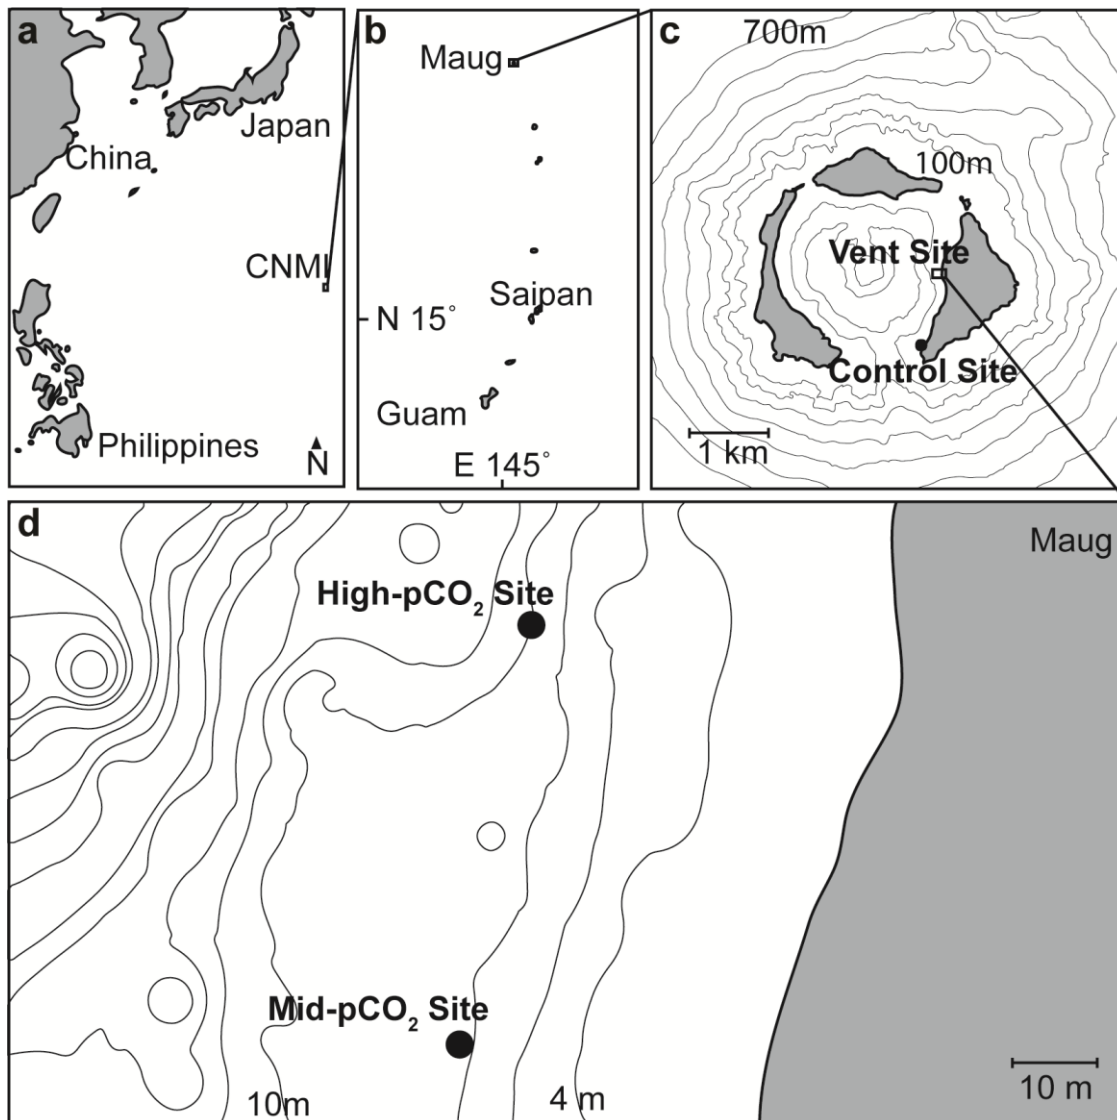 a
Japan
China
CNMI
Philippines
N
b
Maug
Saipan
N 15°
Guam
E 145°
c
700m
100m
Vent Site
Control Site
1 km
d
Maug
High-pCO₂ Site
Mid-pCO₂ Site
10m
4 m
10 m